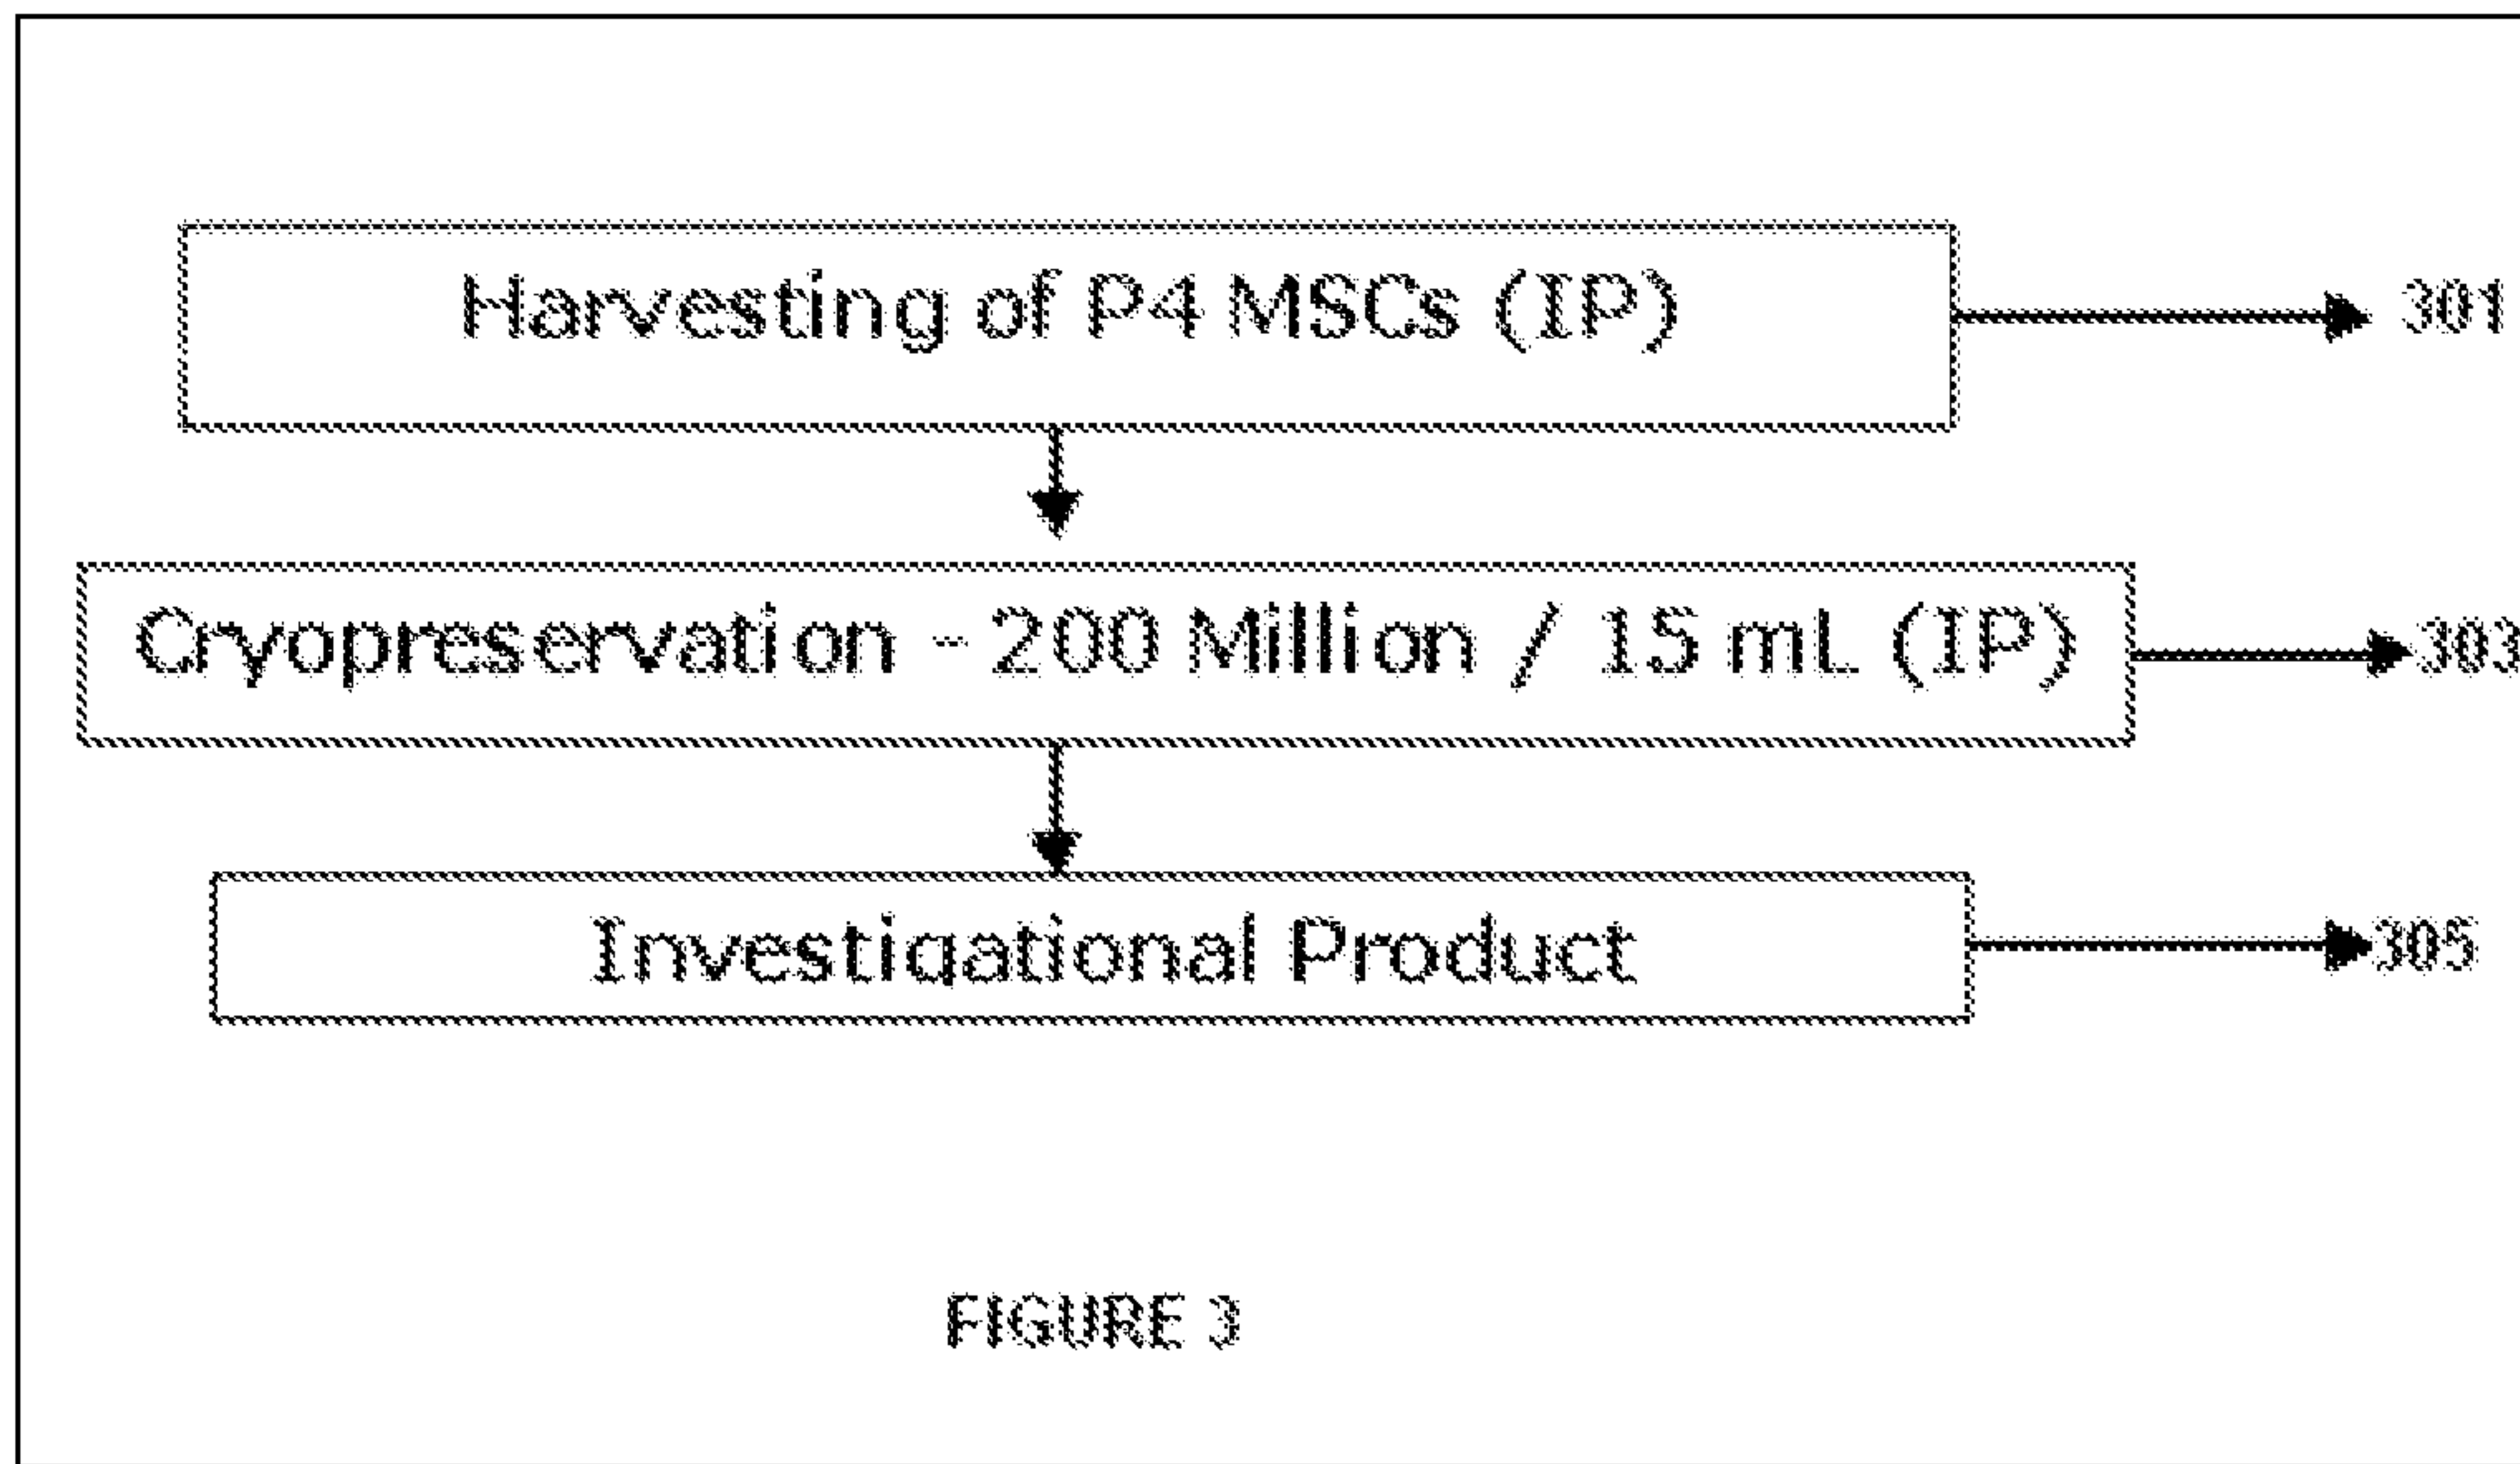 Harvesting of P4 MSCs (IP)
301
Cryopreservation - 200 Million / 15 mL (IP)
303
Investigational Product
305
FIGURE 3